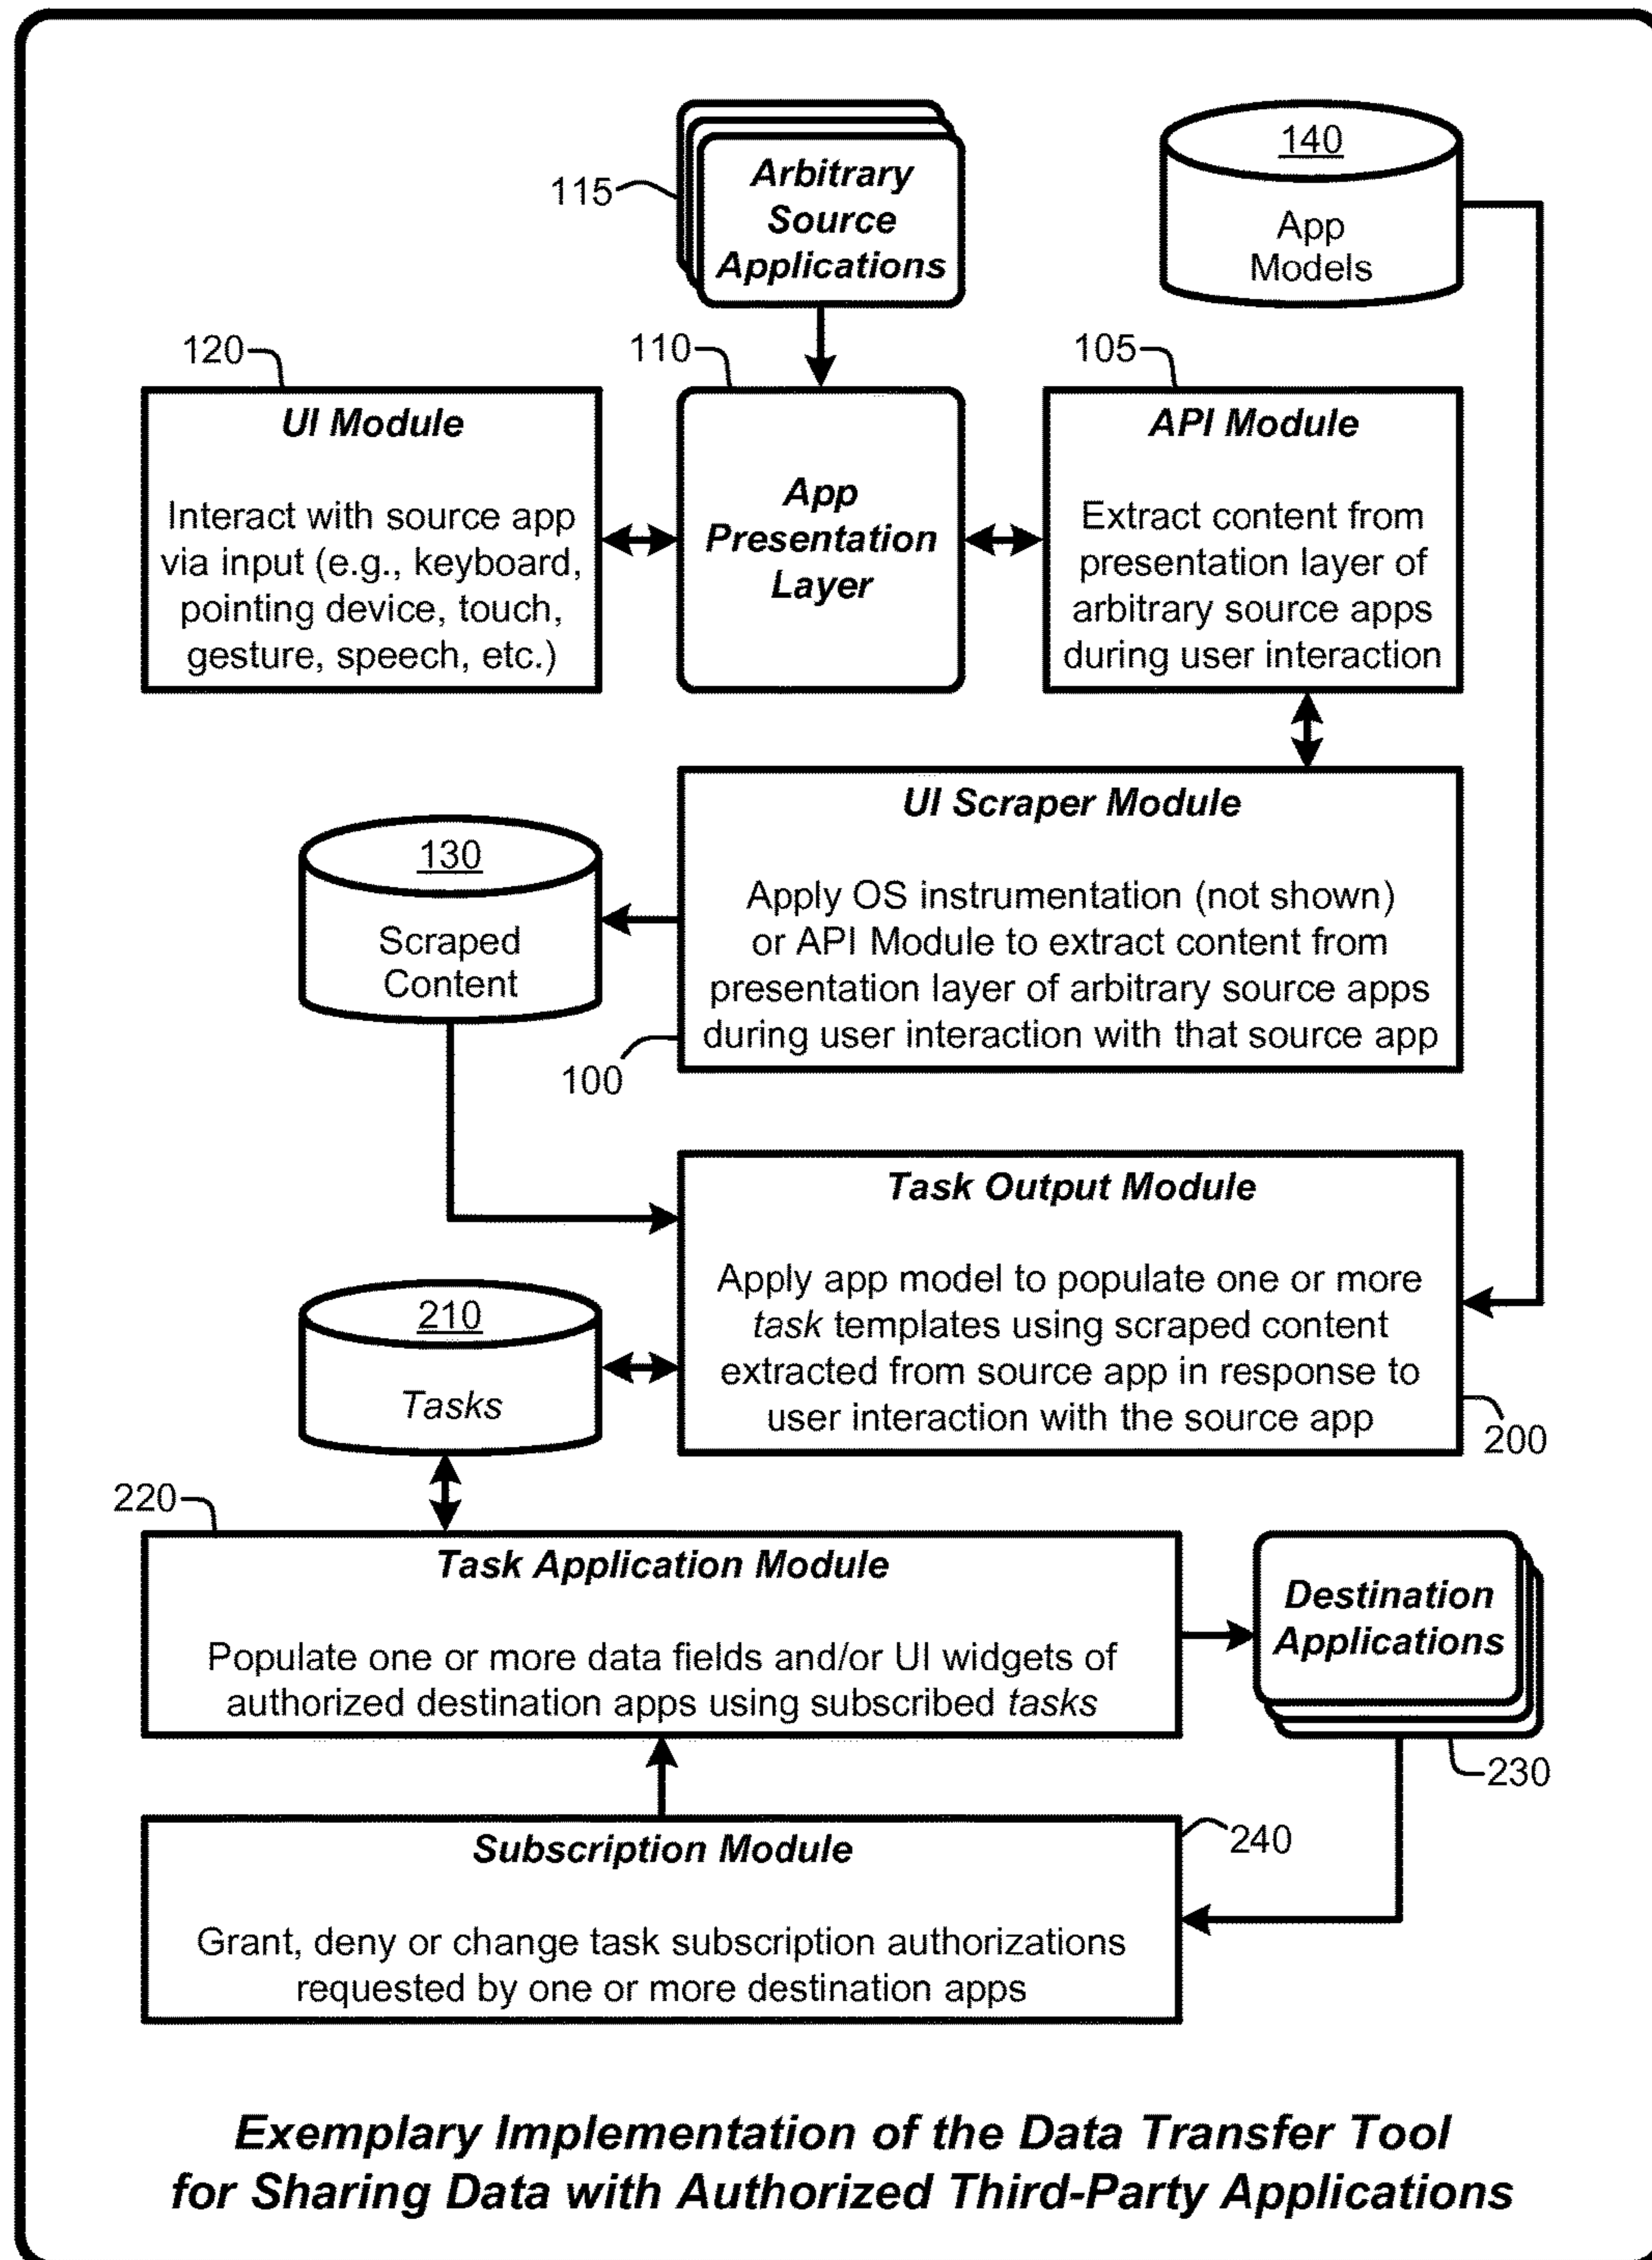 115
Arbitrary
Source
Applications
140
App
Models
120
UI Module
Interact with source app
via input (e.g., keyboard,
pointing device, touch,
gesture, speech, etc.)
110
App
Presentation
Layer
105
API Module
Extract content from
presentation layer of
arbitrary source apps
during user interaction
130
Scraped
Content
UI Scraper Module
Apply OS instrumentation (not shown)
or API Module to extract content from
presentation layer of arbitrary source apps
during user interaction with that source app
100
Task Output Module
Apply app model to populate one or more
task templates using scraped content
extracted from source app in response to
user interaction with the source app
200
210
Tasks
220
Task Application Module
Populate one or more data fields and/or UI widgets of
authorized destination apps using subscribed tasks
Destination
Applications
230
Subscription Module
240
Grant, deny or change task subscription authorizations
requested by one or more destination apps
Exemplary Implementation of the Data Transfer Tool
for Sharing Data with Authorized Third-Party Applications